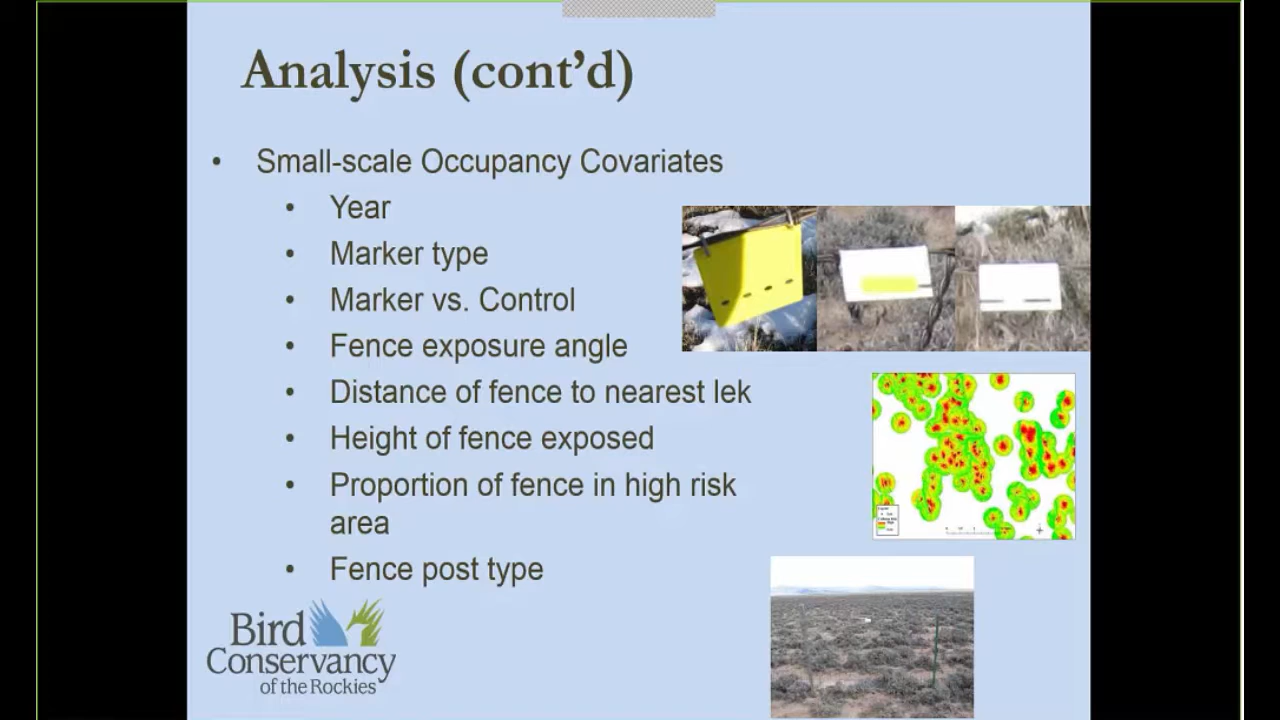 Analysis (cont’d)
• Small-scale Occupancy Covariates
• Year
• Marker type
• Marker vs. Control
• Fence exposure angle
• Distance of fence to nearest lek
• Height of fence exposed
• Proportion of fence in high risk
area
• Fence post type
Bird
Conservancy
of the Rockies